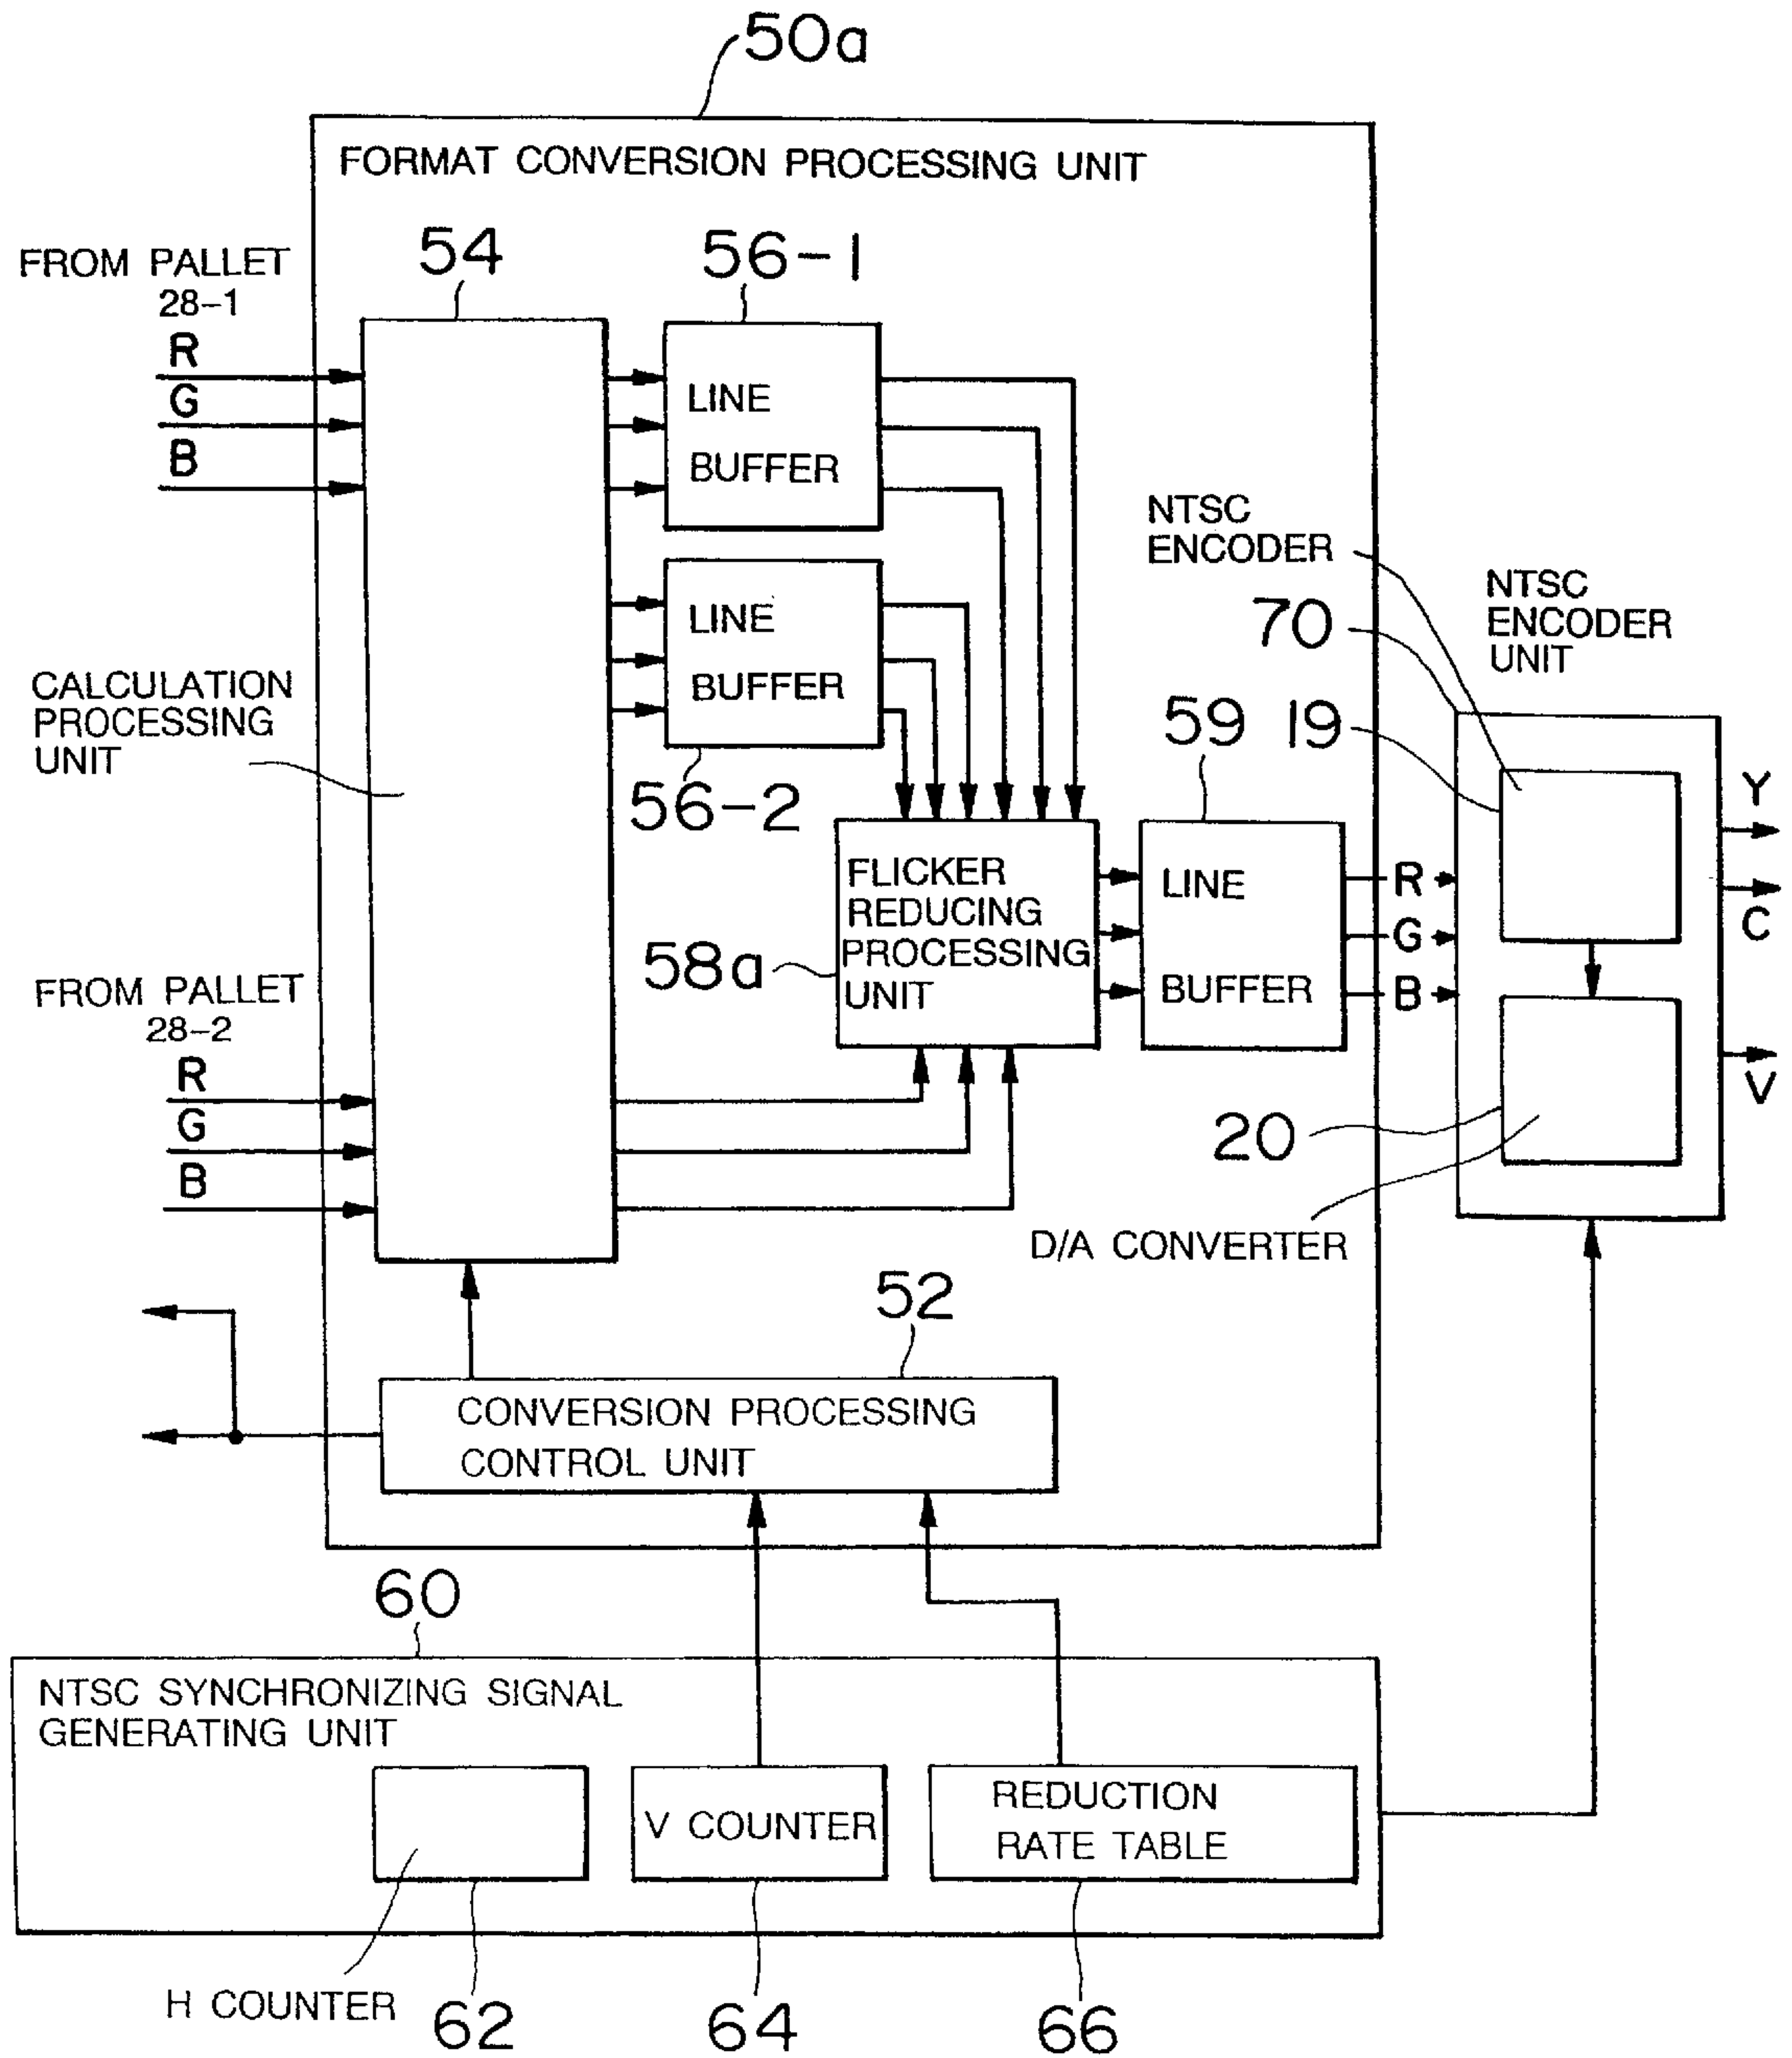 50a
FORMAT CONVERSION PROCESSING UNIT
FROM PALLET
28-1
R
G
B
54
56-1
LINE
BUFFER
LINE
BUFFER
56-2
CALCULATION
PROCESSING
UNIT
NTSC
ENCODER
70
NTSC
ENCODER
UNIT
59
19
FLICKER
REDUCING
PROCESSING
UNIT
58a
LINE
BUFFER
R
G
B
Y
C
V
20
D/A CONVERTER
FROM PALLET
28-2
R
G
B
52
CONVERSION PROCESSING
CONTROL UNIT
60
NTSC SYNCHRONIZING SIGNAL
GENERATING UNIT
V COUNTER
REDUCTION
RATE TABLE
H COUNTER
62
64
66